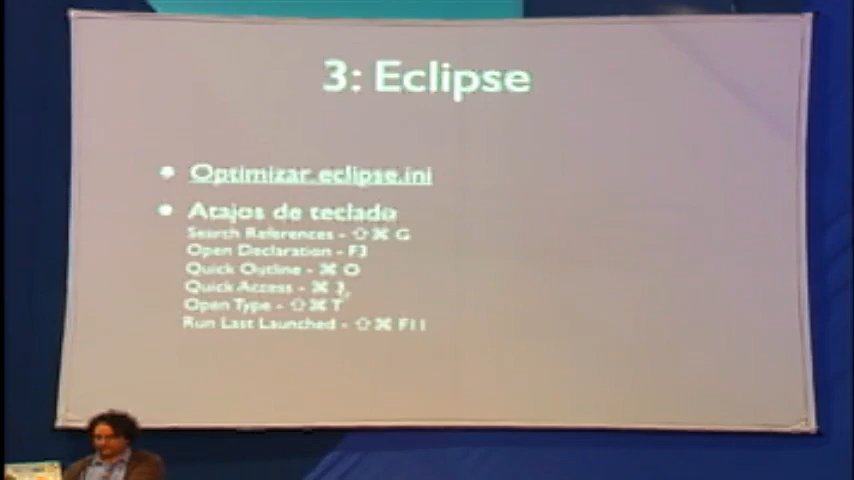 3: Eclipse
• Optimizar eclipse.ini
• Atajos de teclado
Search References - ⇧⌘ G
Open Declaration - F3
Quick Outline - ⌘ O
Quick Access - ⌘ 3
Open Type - ⇧⌘ T
Run Last Launched - ⇧⌘ F11